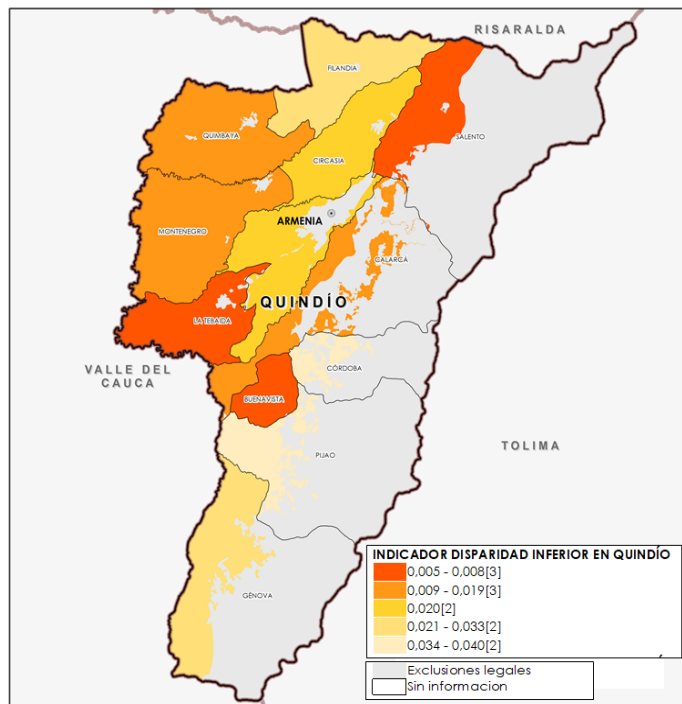 RISARALDA
FILANDIA
QUIMBAYA
SALENTO
CIRCASIA
ARMENIA
MONTENEGRO
CALARCÁ
QUINDÍO
LA TEBAIDA
VALLE DEL
CAUCA
CÓRDOBA
BUENAVISTA
TOLIMA
PIJAO
GÉNOVA
INDICADOR DISPARIDAD INFERIOR EN QUINDÍO
0,005 - 0,008[3]
0,009 - 0,019[3]
0,020[2]
0,021 - 0,033[2]
0,034 - 0,040[2]
Exclusiones legales
Sin informacion